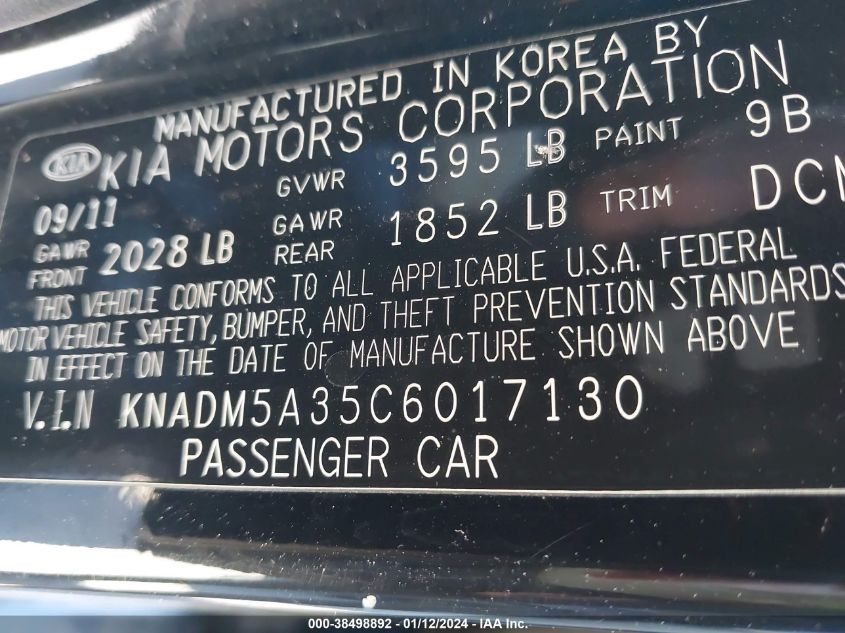 MANUFACTURED IN KOREA BY
KIA KIA MOTORS CORPORATION
09/11 GVWR 3595 LB PAINT 9B
GAWR FRONT 2028 LB GAWR REAR 1852 LB TRIM
THIS VEHICLE CONFORMS TO ALL APPLICABLE U.S.A. FEDERAL
MOTOR VEHICLE SAFETY, BUMPER, AND THEFT PREVENTION STANDARDS
IN EFFECT ON THE DATE OF MANUFACTURE SHOWN ABOVE
V.I.N KNADM5A35C6017130
PASSENGER CAR
000-38498892 - 01/12/2024 - IAA Inc.